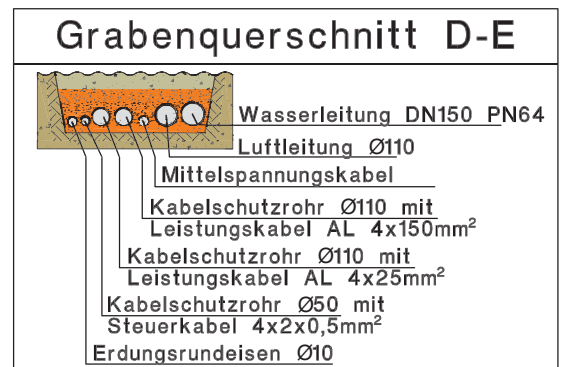 Grabenquerschnitt D-E
Wasserleitung DN150 PN64
Luftleitung Ø110
Mittelspannungskabel
Kabelschutzrohr Ø110 mit
Leistungskabel AL 4x150mm²
Kabelschutzrohr Ø110 mit
Leistungskabel AL 4x25mm²
Kabelschutzrohr Ø50 mit
Steuerkabel 4x2x0,5mm²
Erdungsrundeisen Ø10